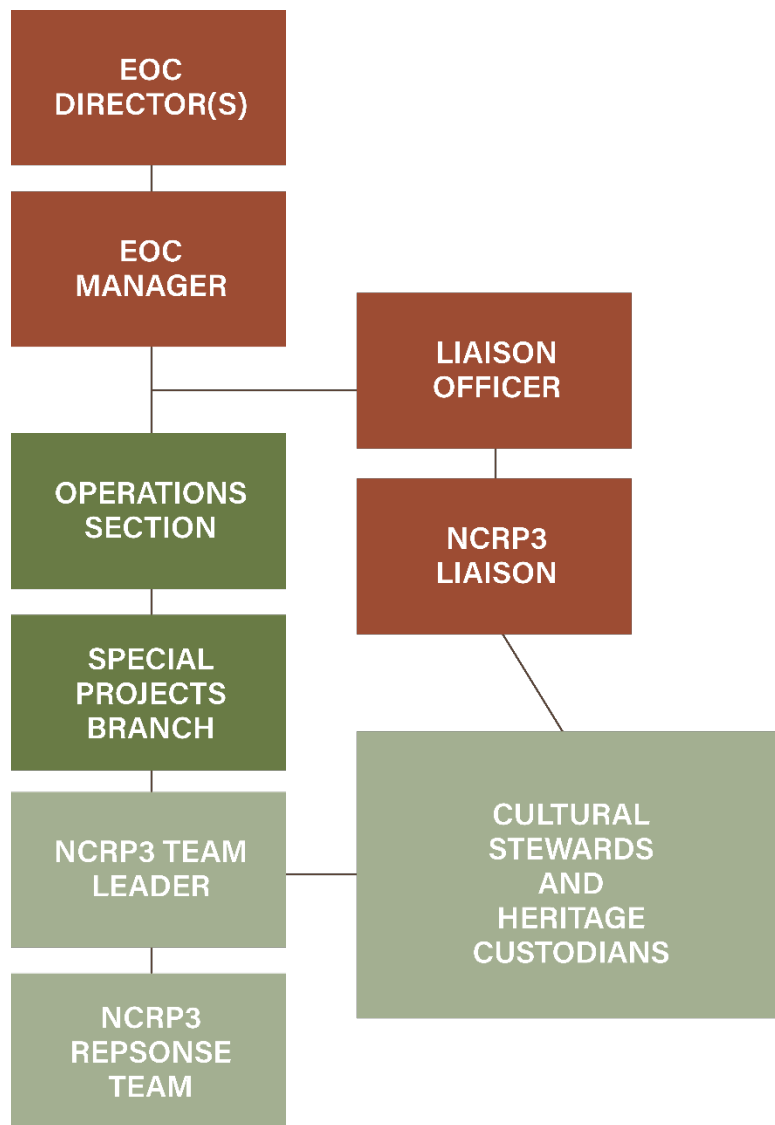 EOC
DIRECTOR(S)
EOC
MANAGER
LIAISON
OFFICER
OPERATIONS
SECTION
NCRP3
LIAISON
SPECIAL
PROJECTS
BRANCH
NCRP3 TEAM
LEADER
CULTURAL
STEWARDS
AND
HERITAGE
CUSTODIANS
NCRP3
REPSONSE
TEAM